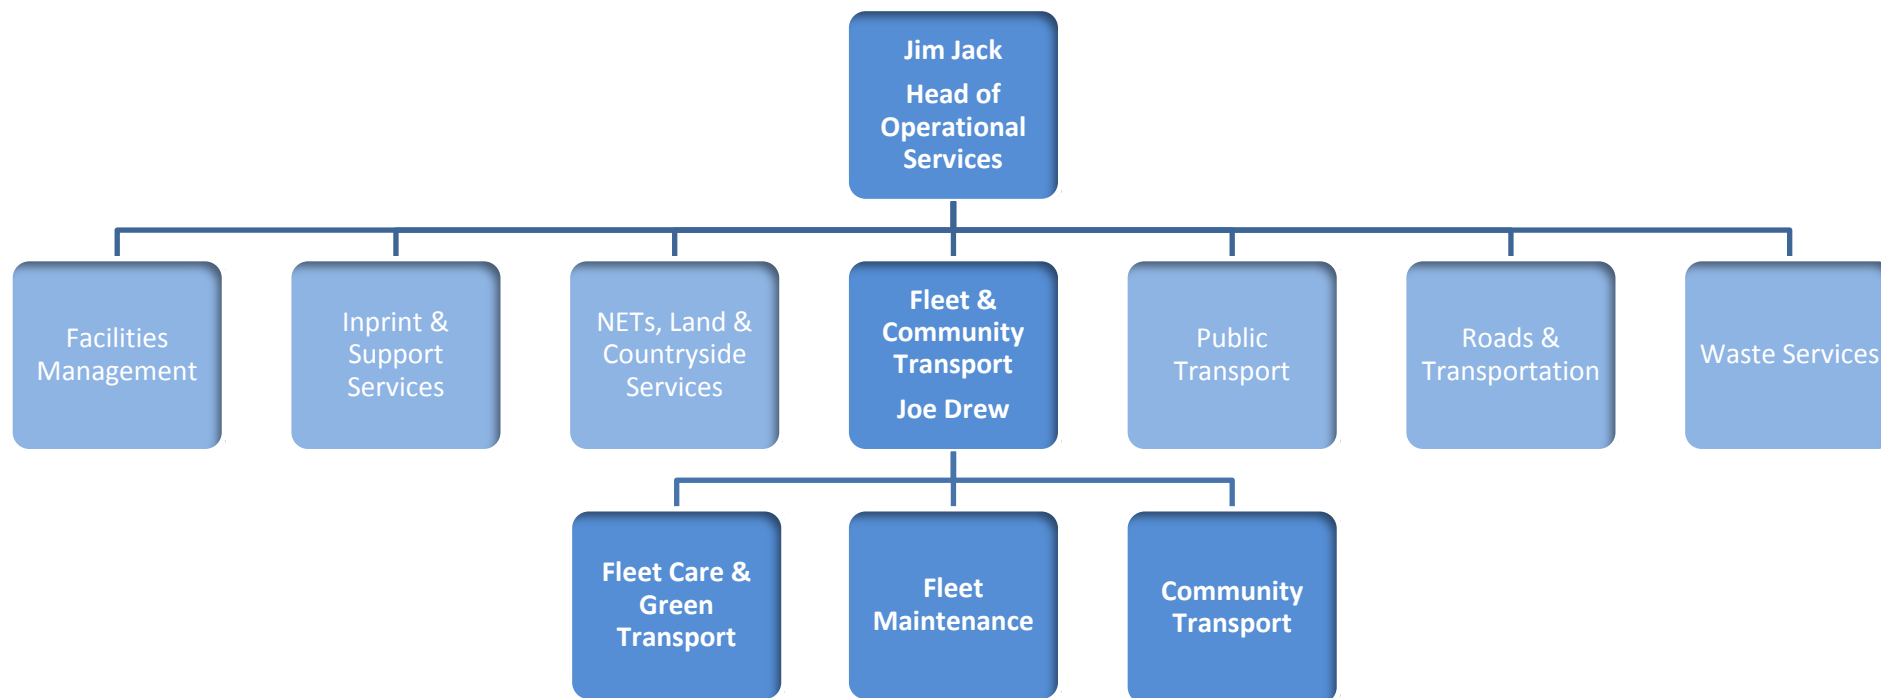 Jim Jack
Head of
Operational
Services
Facilities
Management
Inprint &
Support
Services
NETs, Land &
Countryside
Services
Fleet &
Community
Transport
Joe Drew
Public
Transport
Roads &
Transportation
Waste Services
Fleet Care &
Green
Transport
Fleet
Maintenance
Community
Transport